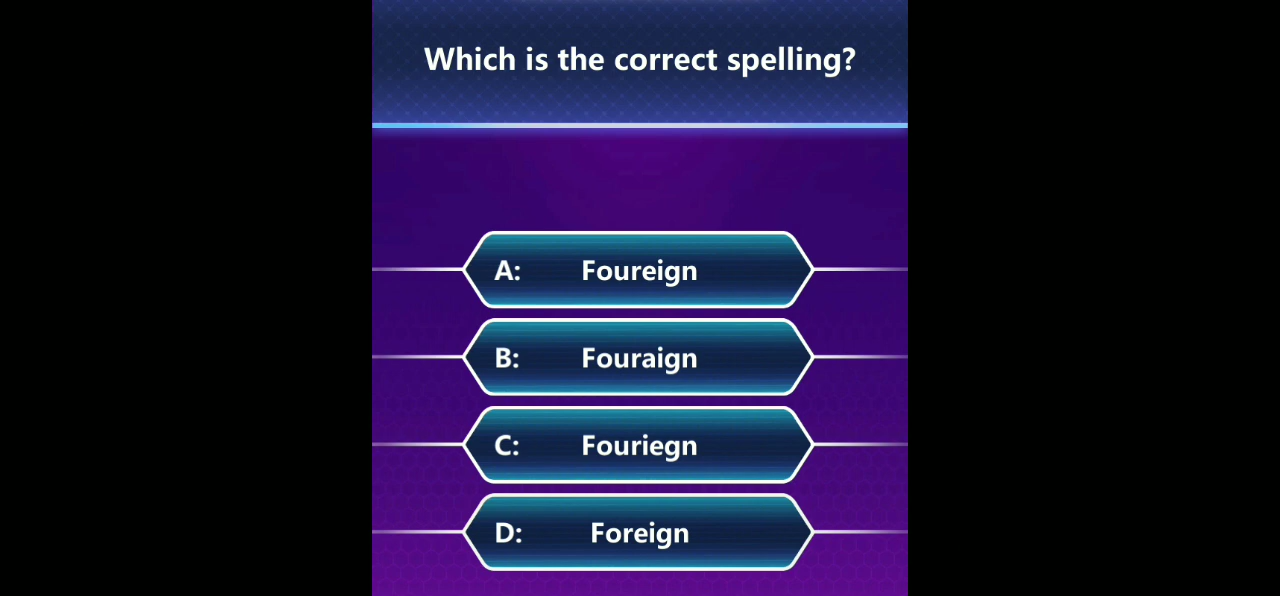 Which is the correct spelling?
A: Foureign
B: Fouraign
C: Fouriegn
D: Foreign